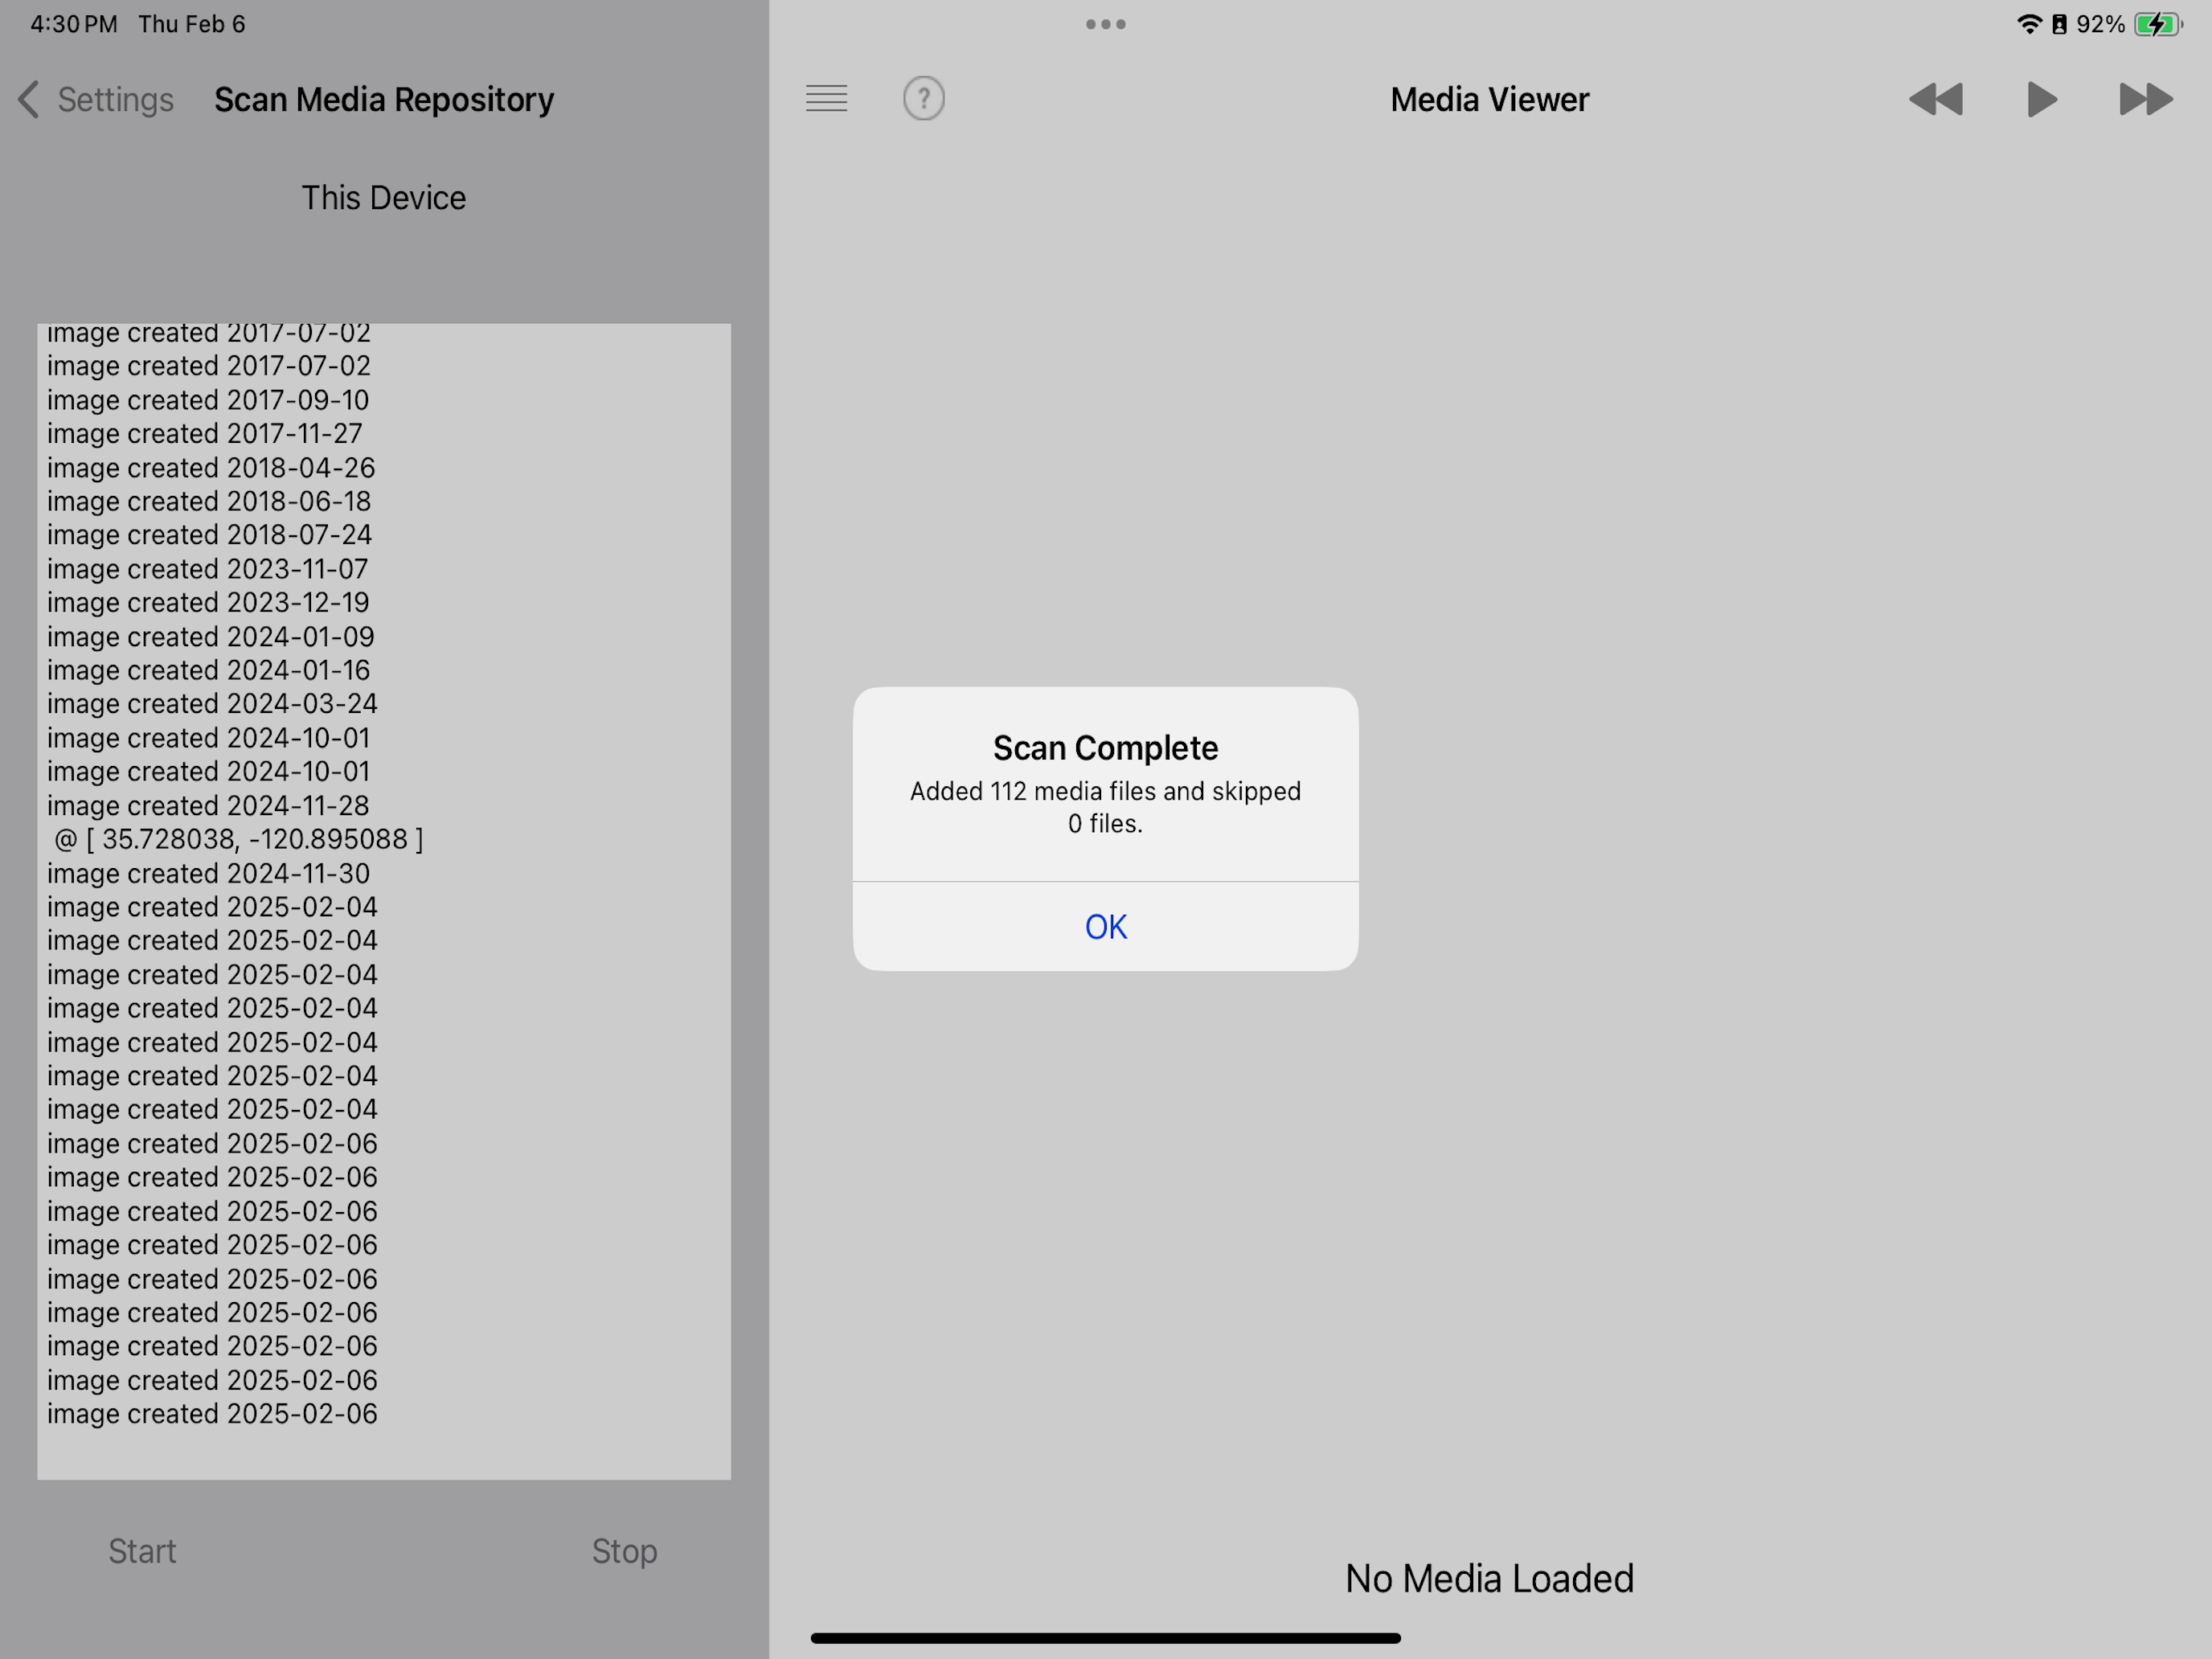 4:30 PM Thu Feb 6
92%
Settings
Scan Media Repository
?
Media Viewer
This Device
image created 2017-07-02
image created 2017-07-02
image created 2017-09-10
image created 2017-11-27
image created 2018-04-26
image created 2018-06-18
image created 2018-07-24
image created 2023-11-07
image created 2023-12-19
image created 2024-01-09
image created 2024-01-16
image created 2024-03-24
image created 2024-10-01
image created 2024-10-01
image created 2024-11-28
@ [ 35.728038, -120.895088 ]
image created 2024-11-30
image created 2025-02-04
image created 2025-02-04
image created 2025-02-04
image created 2025-02-04
image created 2025-02-04
image created 2025-02-04
image created 2025-02-04
image created 2025-02-06
image created 2025-02-06
image created 2025-02-06
image created 2025-02-06
image created 2025-02-06
image created 2025-02-06
image created 2025-02-06
image created 2025-02-06
image created 2025-02-06
Start
Stop
Scan Complete
Added 112 media files and skipped
0 files.
OK
No Media Loaded